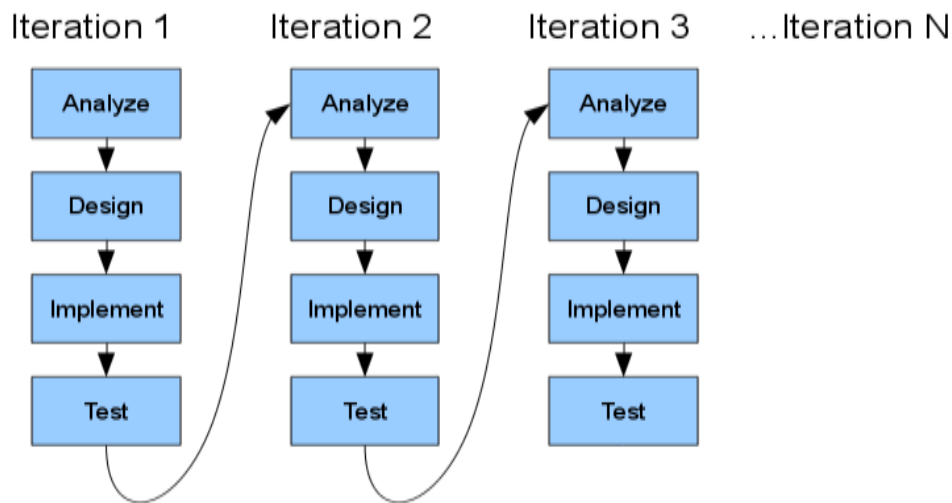 Iteration 1
Iteration 2
Iteration 3
...Iteration N
Analyze
Analyze
Analyze
Design
Design
Design
Implement
Implement
Implement
Test
Test
Test